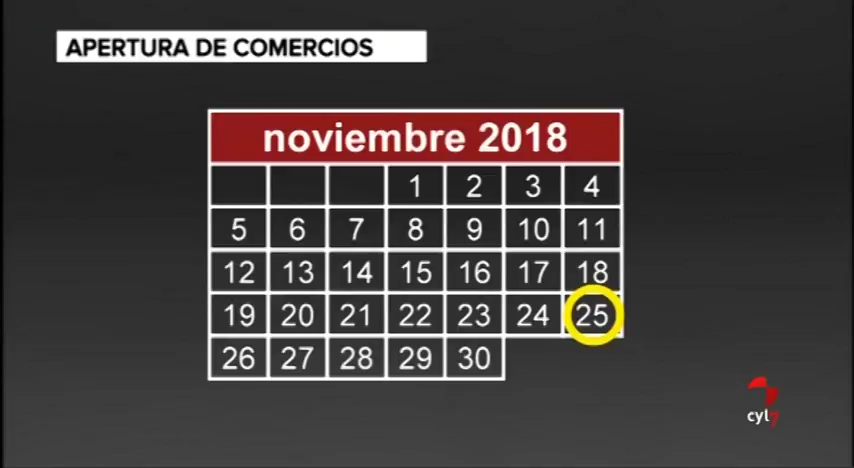 APERTURA DE COMERCIOS
noviembre 2018
1 2 3 4
5 6 7 8 9 10 11
12 13 14 15 16 17 18
19 20 21 22 23 24 25
26 27 28 29 30
cyl7